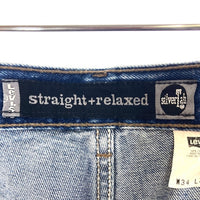 LEVI'S
straight+relaxed
silverTab
LEVI
W34 L